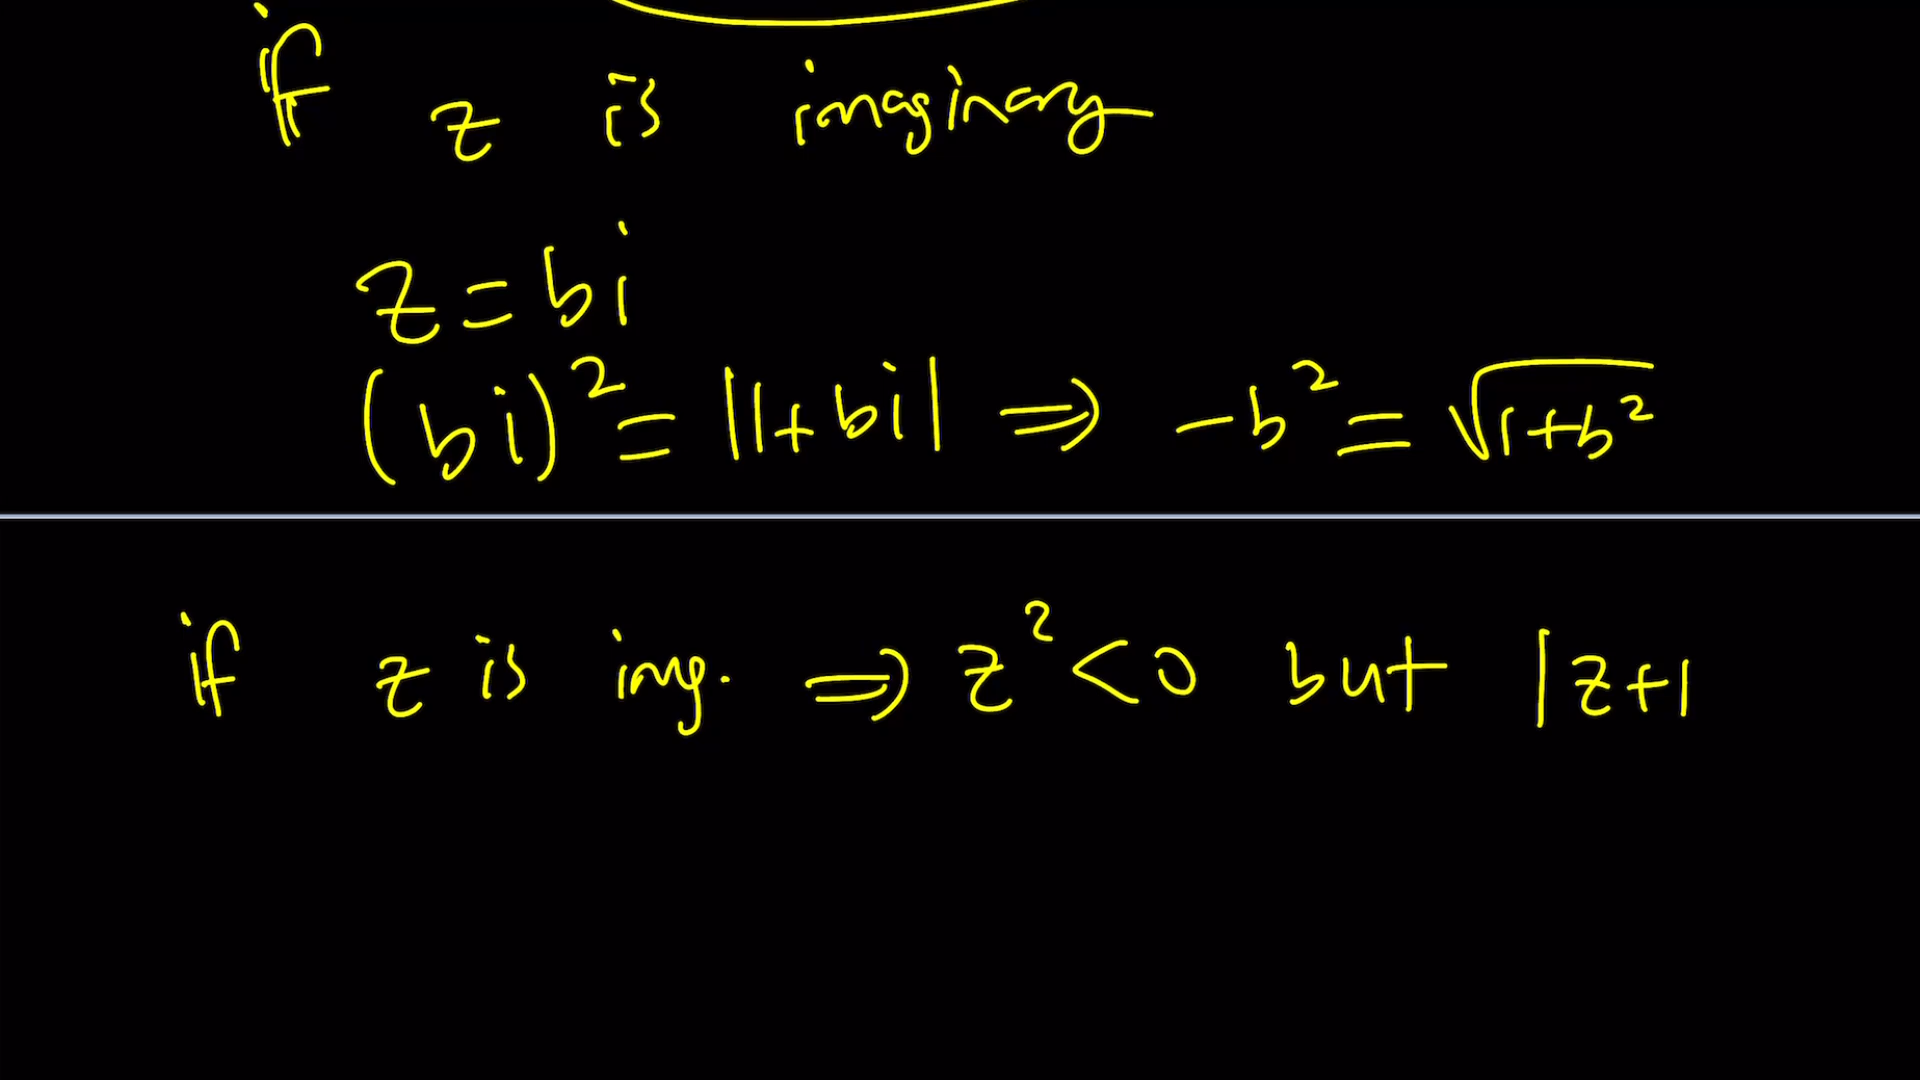 if z is imaginary
z = bi
(bi)² = |1+bi| ⇒ -b² = √(1+b²)
if z is img. ⇒ z² < 0 but |z+1